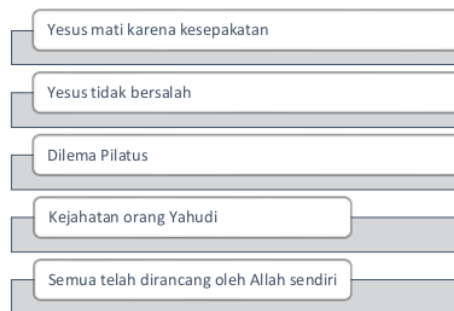 Yesus mati karena kesepakatan
Yesus tidak bersalah
Dilema Pilatus
Kejahatan orang Yahudi
Semua telah dirancang oleh Allah sendiri